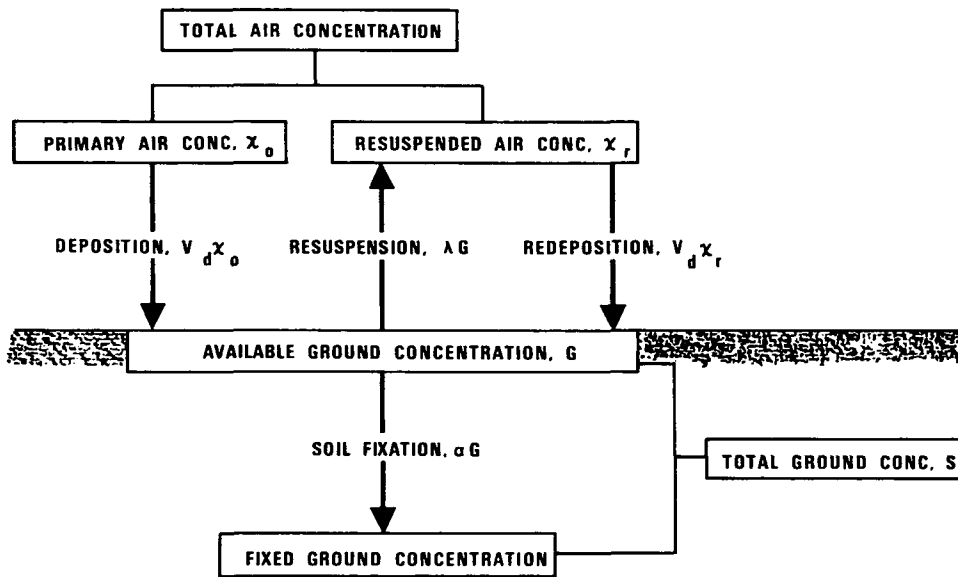 TOTAL AIR CONCENTRATION
PRIMARY AIR CONC, χo
RESUSPENDED AIR CONC, χr
DEPOSITION, Vdχo
RESUSPENSION, λG
REDEPOSITION, Vdχr
AVAILABLE GROUND CONCENTRATION, G
SOIL FIXATION, αG
TOTAL GROUND CONC, S
FIXED GROUND CONCENTRATION